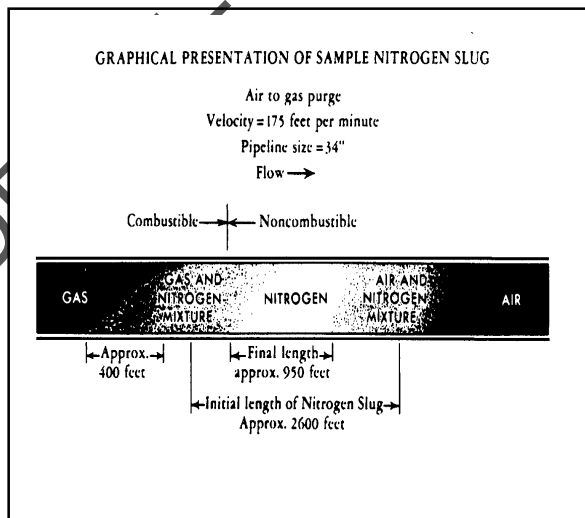 GRAPHICAL PRESENTATION OF SAMPLE NITROGEN SLUG
Air to gas purge
Velocity = 175 feet per minute
Pipeline size = 34"
Flow →
Combustible → ← Noncombustible
GAS
GAS AND
NITROGEN
MIXTURE
NITROGEN
AIR AND
NITROGEN
MIXTURE
AIR
←Approx.→
400 feet
←Final length→
approx. 950 feet
←Initial length of Nitrogen Slug→
Approx. 2600 feet